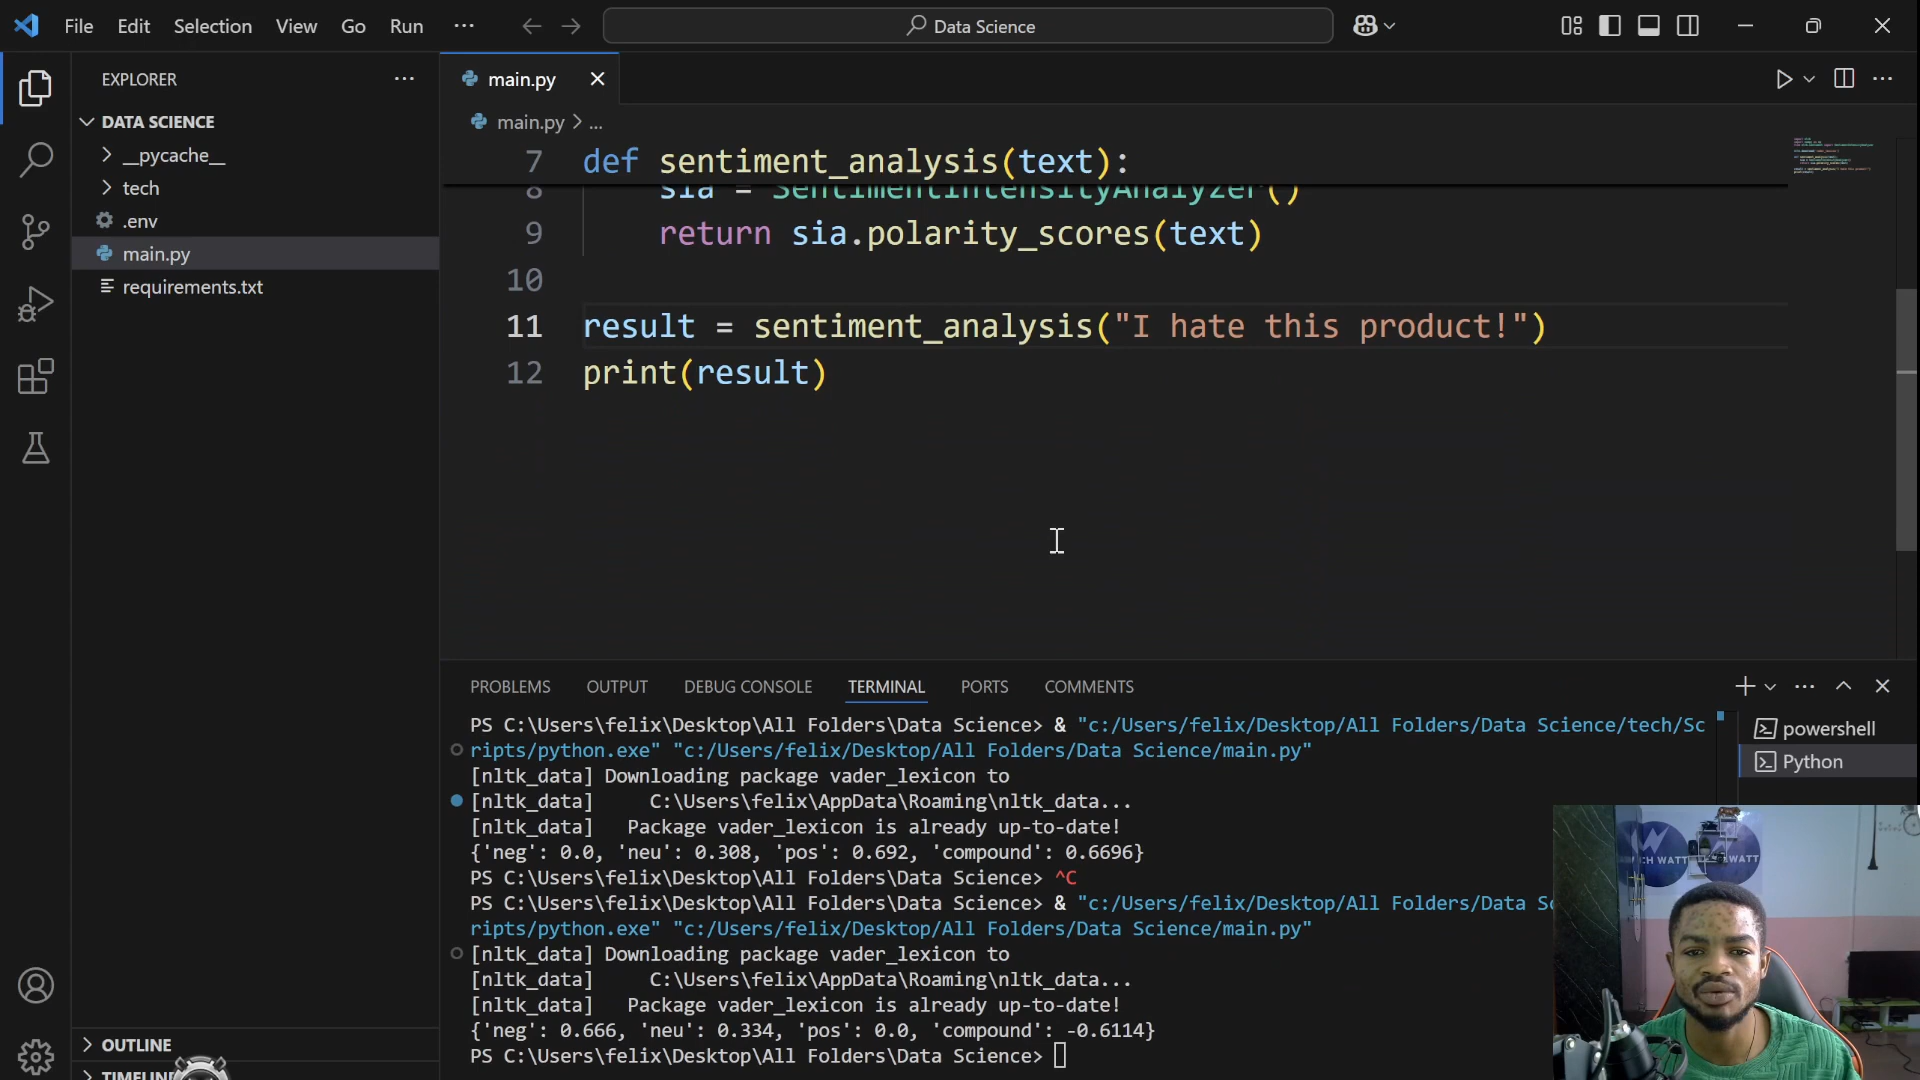 File Edit Selection View Go Run ...
Data Science
EXPLORER
DATA SCIENCE
__pycache__
tech
.env
main.py
requirements.txt
OUTLINE
TIMELINE
main.py
main.py > ...
7 def sentiment_analysis(text):
8 sia = SentimentIntensityAnalyzer()
9 return sia.polarity_scores(text)
10
11 result = sentiment_analysis("I hate this product!")
12 print(result)
PROBLEMS OUTPUT DEBUG CONSOLE TERMINAL PORTS COMMENTS
PS C:\Users\felix\Desktop\All Folders\Data Science> & "c:/Users/felix/Desktop/All Folders/Data Science/tech/Sc
ripts/python.exe" "c:/Users/felix/Desktop/All Folders/Data Science/main.py"
[nltk_data] Downloading package vader_lexicon to
[nltk_data]     C:\Users\felix\AppData\Roaming\nltk_data...
[nltk_data]   Package vader_lexicon is already up-to-date!
{'neg': 0.0, 'neu': 0.308, 'pos': 0.692, 'compound': 0.6696}
PS C:\Users\felix\Desktop\All Folders\Data Science> ^C
PS C:\Users\felix\Desktop\All Folders\Data Science> & "c:/Users/felix/Desktop/All Folders/Data Sc
ripts/python.exe" "c:/Users/felix/Desktop/All Folders/Data Science/main.py"
[nltk_data] Downloading package vader_lexicon to
[nltk_data]     C:\Users\felix\AppData\Roaming\nltk_data...
[nltk_data]   Package vader_lexicon is already up-to-date!
{'neg': 0.666, 'neu': 0.334, 'pos': 0.0, 'compound': -0.6114}
PS C:\Users\felix\Desktop\All Folders\Data Science>
powershell
Python